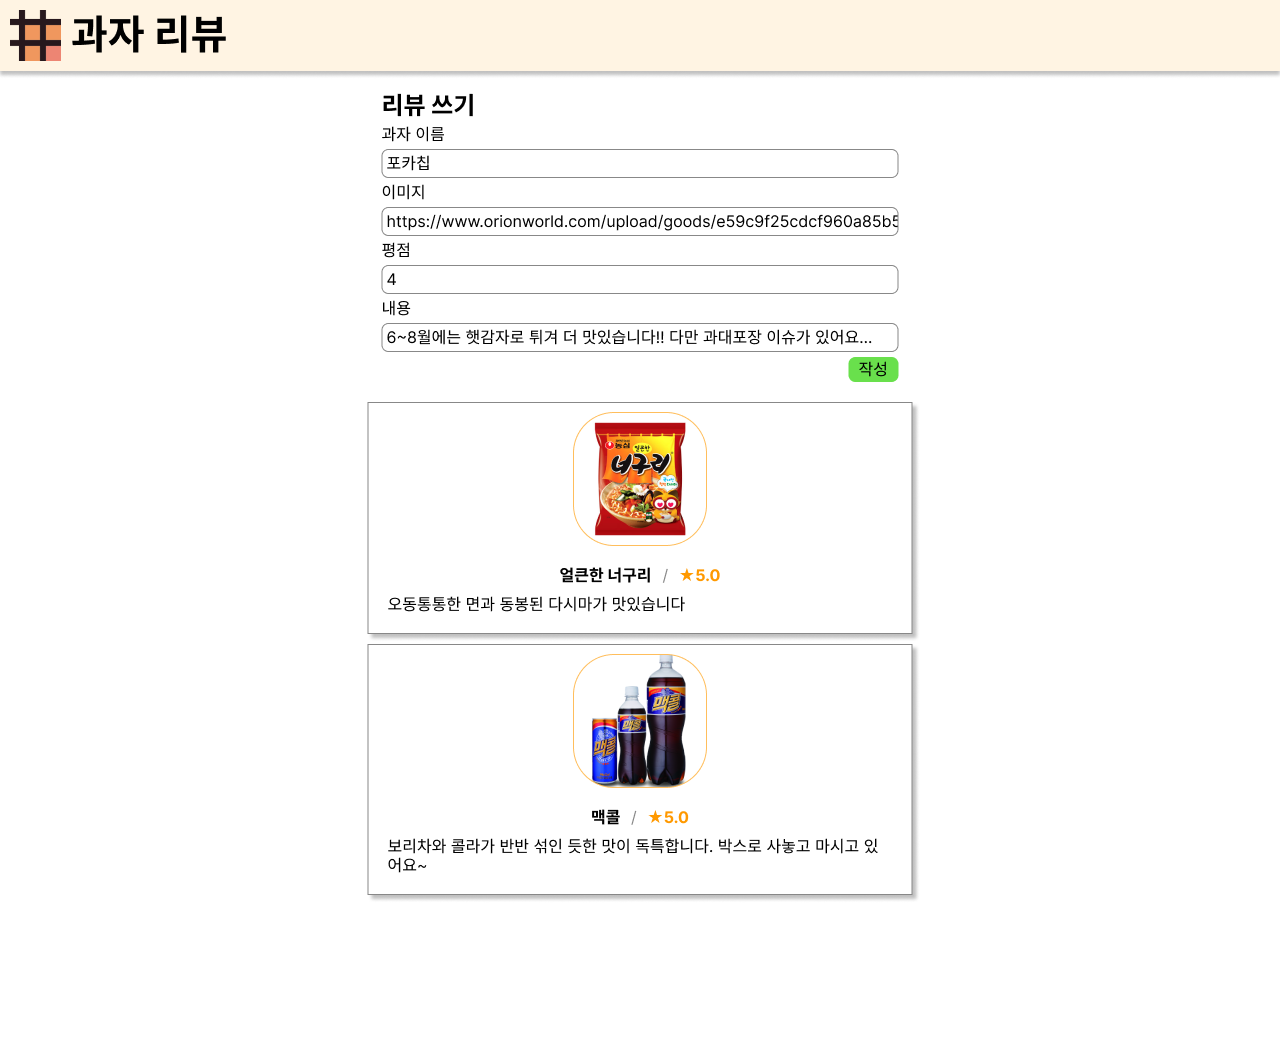 과자 리뷰
리뷰 쓰기
과자 이름
포카칩
이미지
https://www.orionworld.com/upload/goods/e59c9f25cdcf960a85b5
평점
4
내용
6~8월에는 햇감자로 튀겨 더 맛있습니다!! 다만 과대포장 이슈가 있어요...
작성
농심
얼큰한
너구리
얼큰한 너구리 / ★5.0
오동통통한 면과 동봉된 다시마가 맛있습니다
맥콜
맥콜
맥콜
맥콜 / ★5.0
보리차와 콜라가 반반 섞인 듯한 맛이 독특합니다. 박스로 사놓고 마시고 있
어요~